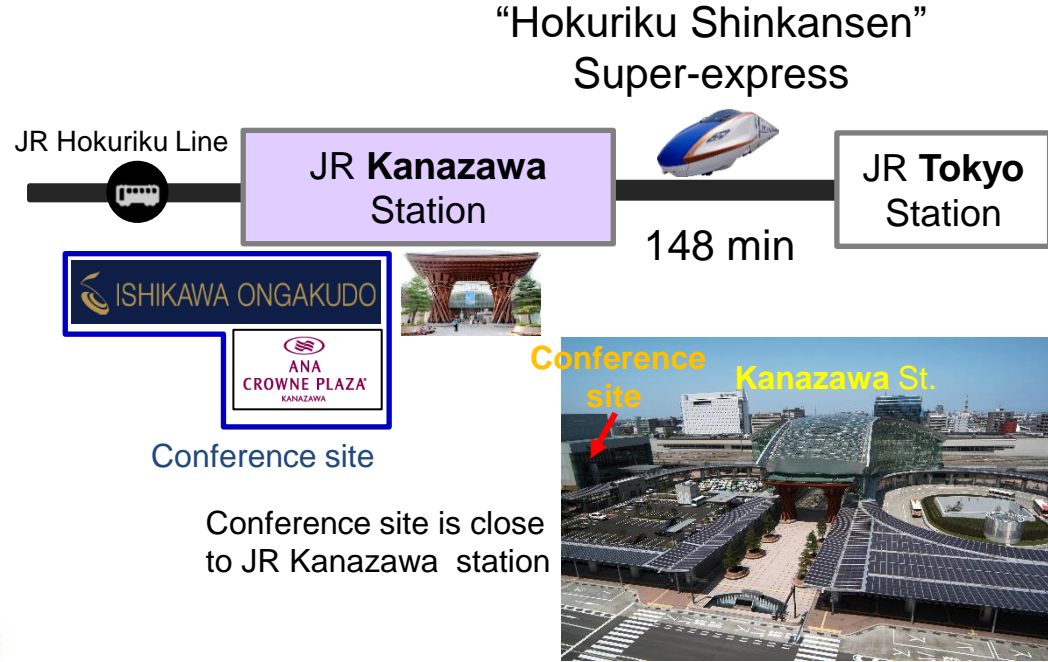 “Hokuriku Shinkansen”
Super-express
JR Hokuriku Line
JR Kanazawa
Station
148 min
JR Tokyo
Station
ISHIKAWA ONGAKUDO
ANA
CROWNE PLAZA
KANAZAWA
Conference site
Conference site is close
to JR Kanazawa  station
Conference
site
Kanazawa St.